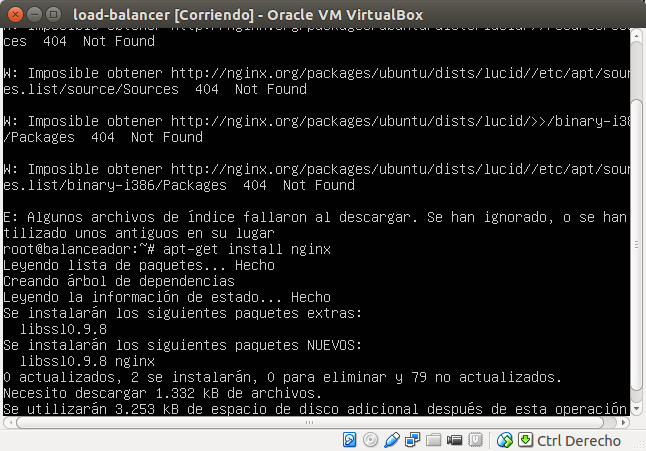 load-balancer [Corriendo] - Oracle VM VirtualBox
ces  404  Not Found
W: Imposible obtener http://nginx.org/packages/ubuntu/dists/lucid//etc/apt/sour
es.list/source/Sources  404  Not Found
W: Imposible obtener http://nginx.org/packages/ubuntu/dists/lucid/>>/binary-i38
/Packages  404  Not Found
W: Imposible obtener http://nginx.org/packages/ubuntu/dists/lucid//etc/apt/sour
es.list/binary-i386/Packages  404  Not Found
E: Algunos archivos de índice fallaron al descargar. Se han ignorado, o se han
tilizado unos antiguos en su lugar
root@balanceador:~# apt-get install nginx
Leyendo lista de paquetes... Hecho
Creando árbol de dependencias
Leyendo la información de estado... Hecho
Se instalarán los siguientes paquetes extras:
  libssl0.9.8
Se instalarán los siguientes paquetes NUEVOS:
  libssl0.9.8 nginx
0 actualizados, 2 se instalarán, 0 para eliminar y 79 no actualizados.
Necesito descargar 1.332 kB de archivos.
Se utilizarán 3.253 kB de espacio de disco adicional después de esta operación
Ctrl Derecho